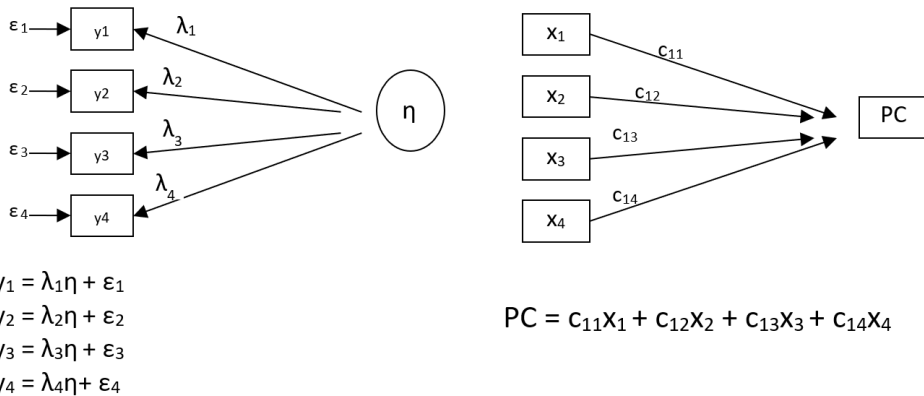 ε1 y1 λ1
ε2 y2 λ2
η
ε3 y3 λ3
ε4 y4 λ4
y1 = λ1η + ε1
y2 = λ2η + ε2
y3 = λ3η + ε3
y4 = λ4η+ ε4
x1 c11
x2 c12
PC
x3 c13
x4 c14
PC = c11x1 + c12x2 + c13x3 + c14x4